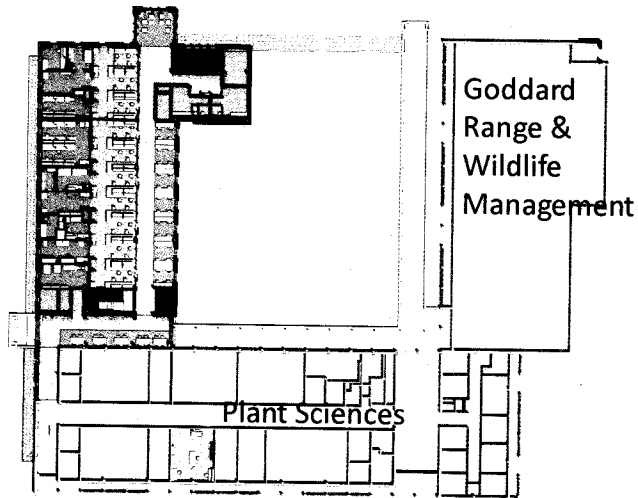 Goddard
Range &
Wildlife
Management
Plant Sciences